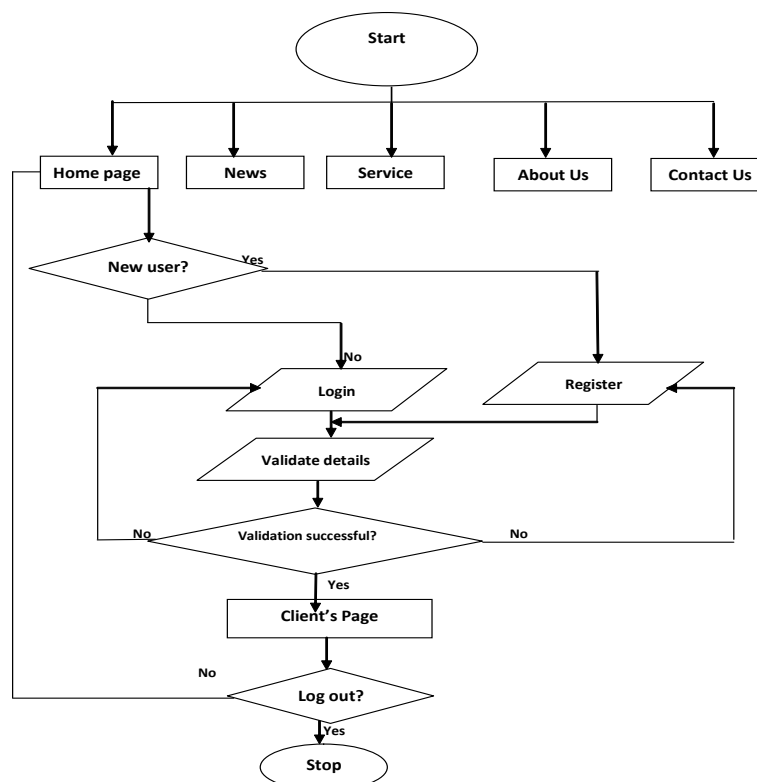 Start
Home page
News
Service
About Us
Contact Us
New user?
Yes
No
Login
Register
Validate details
No
Validation successful?
No
Yes
Client's Page
No
Log out?
Yes
Stop